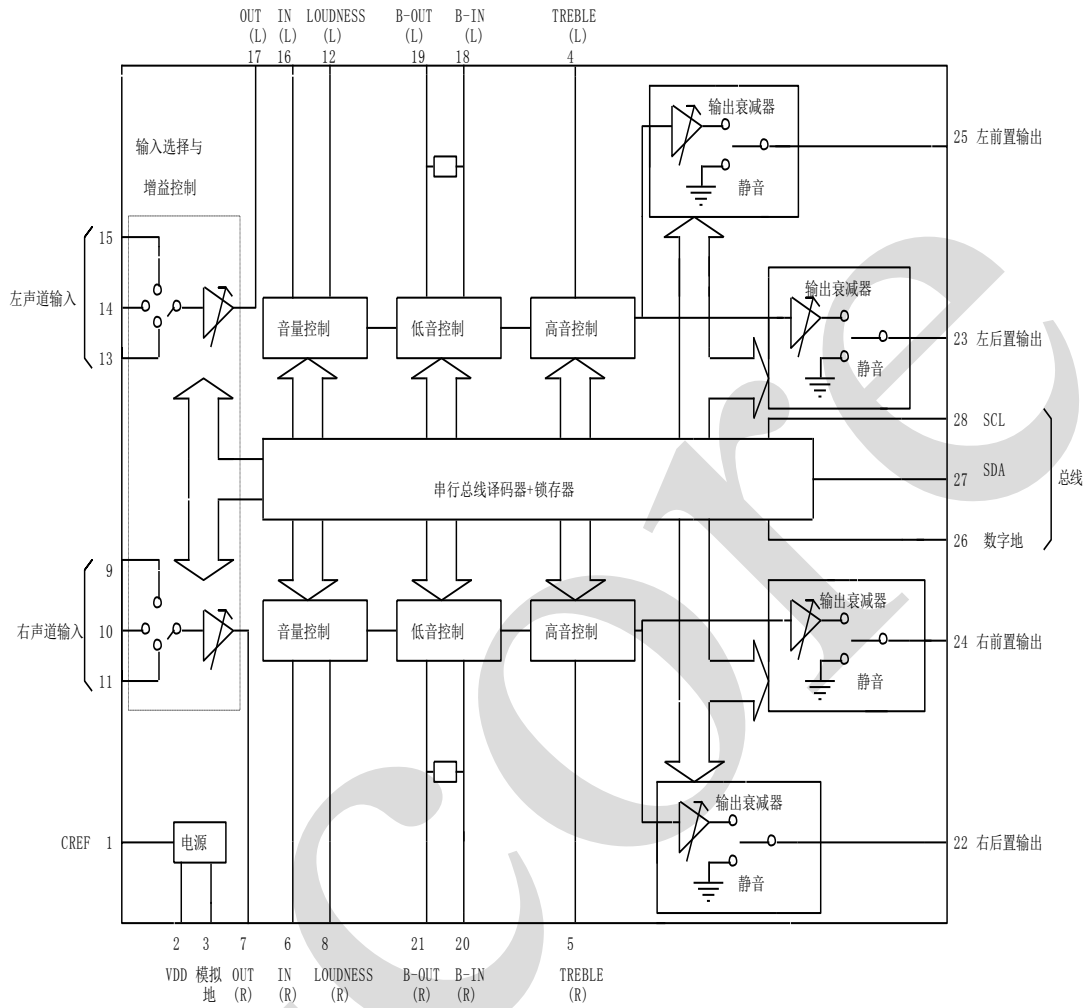 OUT IN LOUDNESS B-OUT B-IN TREBLE
(L) (L) (L) (L) (L) (L)
17 16 12 19 18 4
输出衰减器
静音
25 左前置输出
输入选择与
增益控制
15
左声道输入
14
13
音量控制
低音控制
高音控制
输出衰减器
静音
23 左后置输出
28 SCL
27 SDA
总线
26 数字地
串行总线译码器+锁存器
9
右声道输入
10
11
音量控制
低音控制
高音控制
输出衰减器
静音
24 右前置输出
输出衰减器
静音
22 右后置输出
CREF 1
电源
2 3 7 6 8 21 20 5
VDD 模拟 OUT IN LOUDNESS B-OUT B-IN TREBLE
地 (R) (R) (R) (R) (R) (R)
core